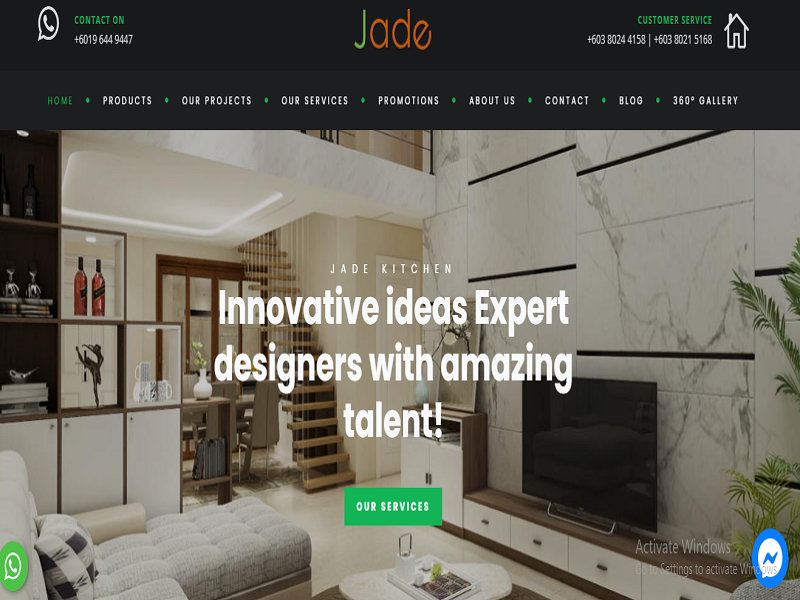 CONTACT ON
+6019 644 9447
Jade
CUSTOMER SERVICE
+603 8024 4158 | +603 8021 5168
HOME • PRODUCTS • OUR PROJECTS • OUR SERVICES • PROMOTIONS • ABOUT US • CONTACT • BLOG • 360° GALLERY
JADE KITCHEN
Innovative ideas Expert
designers with amazing
talent!
OUR SERVICES
Activate Windows
Go to Settings to activate Windows